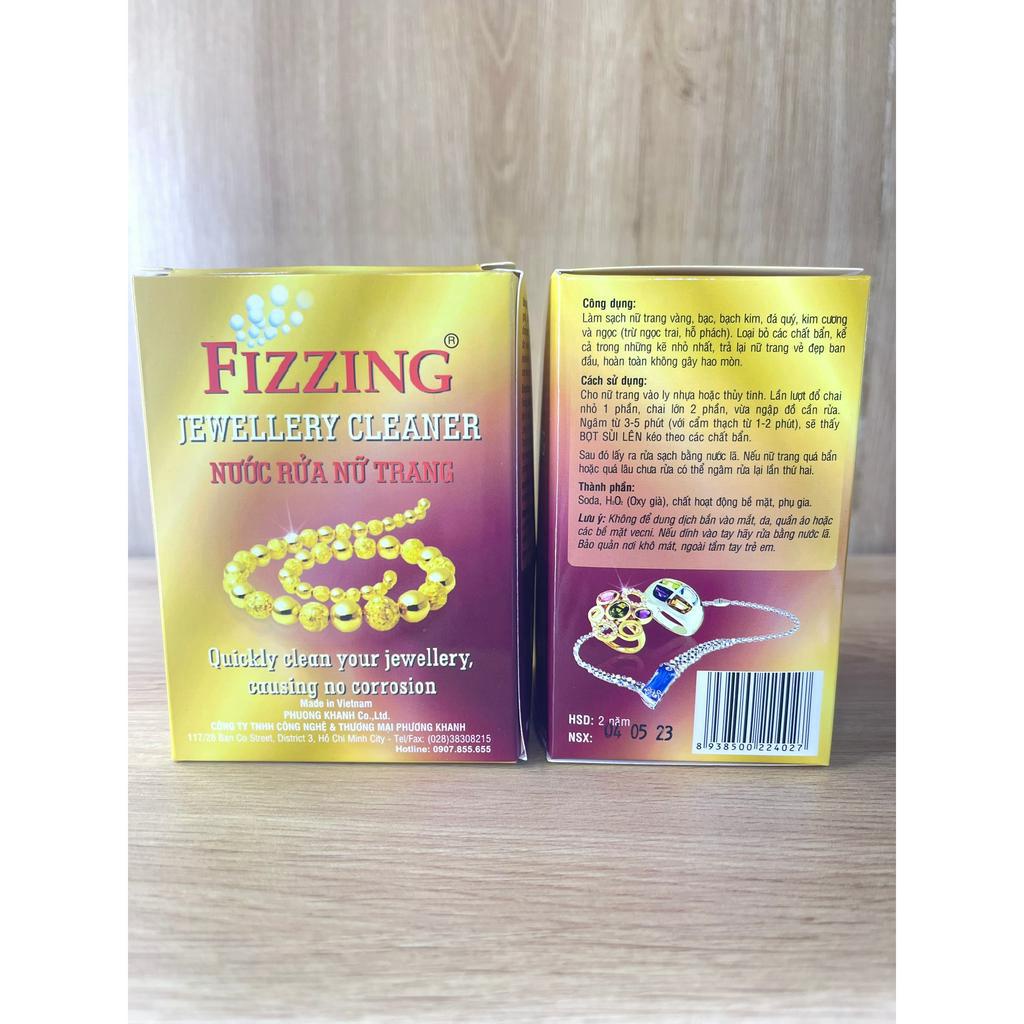 FIZZING®
JEWELLERY CLEANER
NƯỚC RỬA NỮ TRANG
Quickly clean your jewellery,
causing no corrosion
Made in Vietnam
PHUONG KHANH Co.,Ltd.
CÔNG TY TNHH CÔNG NGHỆ & THƯƠNG MẠI PHƯƠNG KHANH
117/28 Ban Co Street, District 3, Hồ Chí Minh City - Tel/Fax: (028)38308215
Hotline: 0907.855.655
Công dụng:
Làm sạch nữ trang vàng, bạc, bạch kim, đá quý, kim cương
và ngọc (trừ ngọc trai, hổ phách). Loại bỏ các chất bẩn, kể
cả trong những kẽ nhỏ nhất, trả lại nữ trang vẻ đẹp ban
đầu, hoàn toàn không gây hao mòn.
Cách sử dụng:
Cho nữ trang vào ly nhựa hoặc thủy tinh. Lần lượt đổ chai
nhỏ 1 phần, chai lớn 2 phần, vừa ngập đồ cần rửa.
Ngâm từ 3-5 phút (với cẩm thạch từ 1-2 phút), sẽ thấy
BỌT SỦI LÊN kéo theo các chất bẩn.
Sau đó lấy ra rửa sạch bằng nước lã. Nếu nữ trang quá bẩn
hoặc quá lâu chưa rửa có thể ngâm rửa lại lần thứ hai.
Thành phần:
Soda, H₂O₂ (Oxy già), chất hoạt động bề mặt, phụ gia.
Lưu ý: Không để dung dịch bắn vào mắt, da, quần áo hoặc
các bề mặt vecni. Nếu dính vào tay hãy rửa bằng nước lã.
Bảo quản nơi khô mát, ngoài tầm tay trẻ em.
HSD: 2 năm
NSX: 04 05 23
8 938500 224027